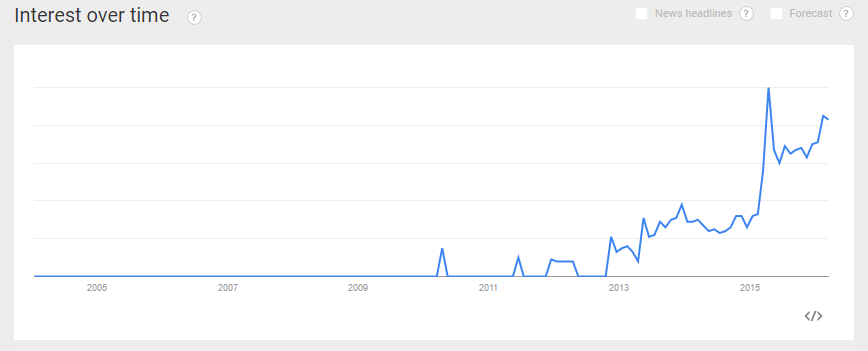 Interest over time ?
News headlines ? Forecast ?
2005 2007 2009 2011 2013 2015
</>